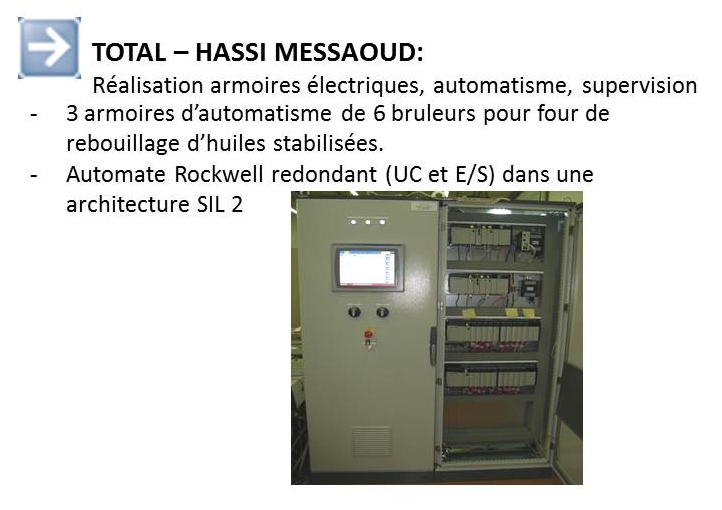 TOTAL – HASSI MESSAOUD:
Réalisation armoires électriques, automatisme, supervision
- 3 armoires d’automatisme de 6 bruleurs pour four de
rebouillage d’huiles stabilisées.
- Automate Rockwell redondant (UC et E/S) dans une
architecture SIL 2